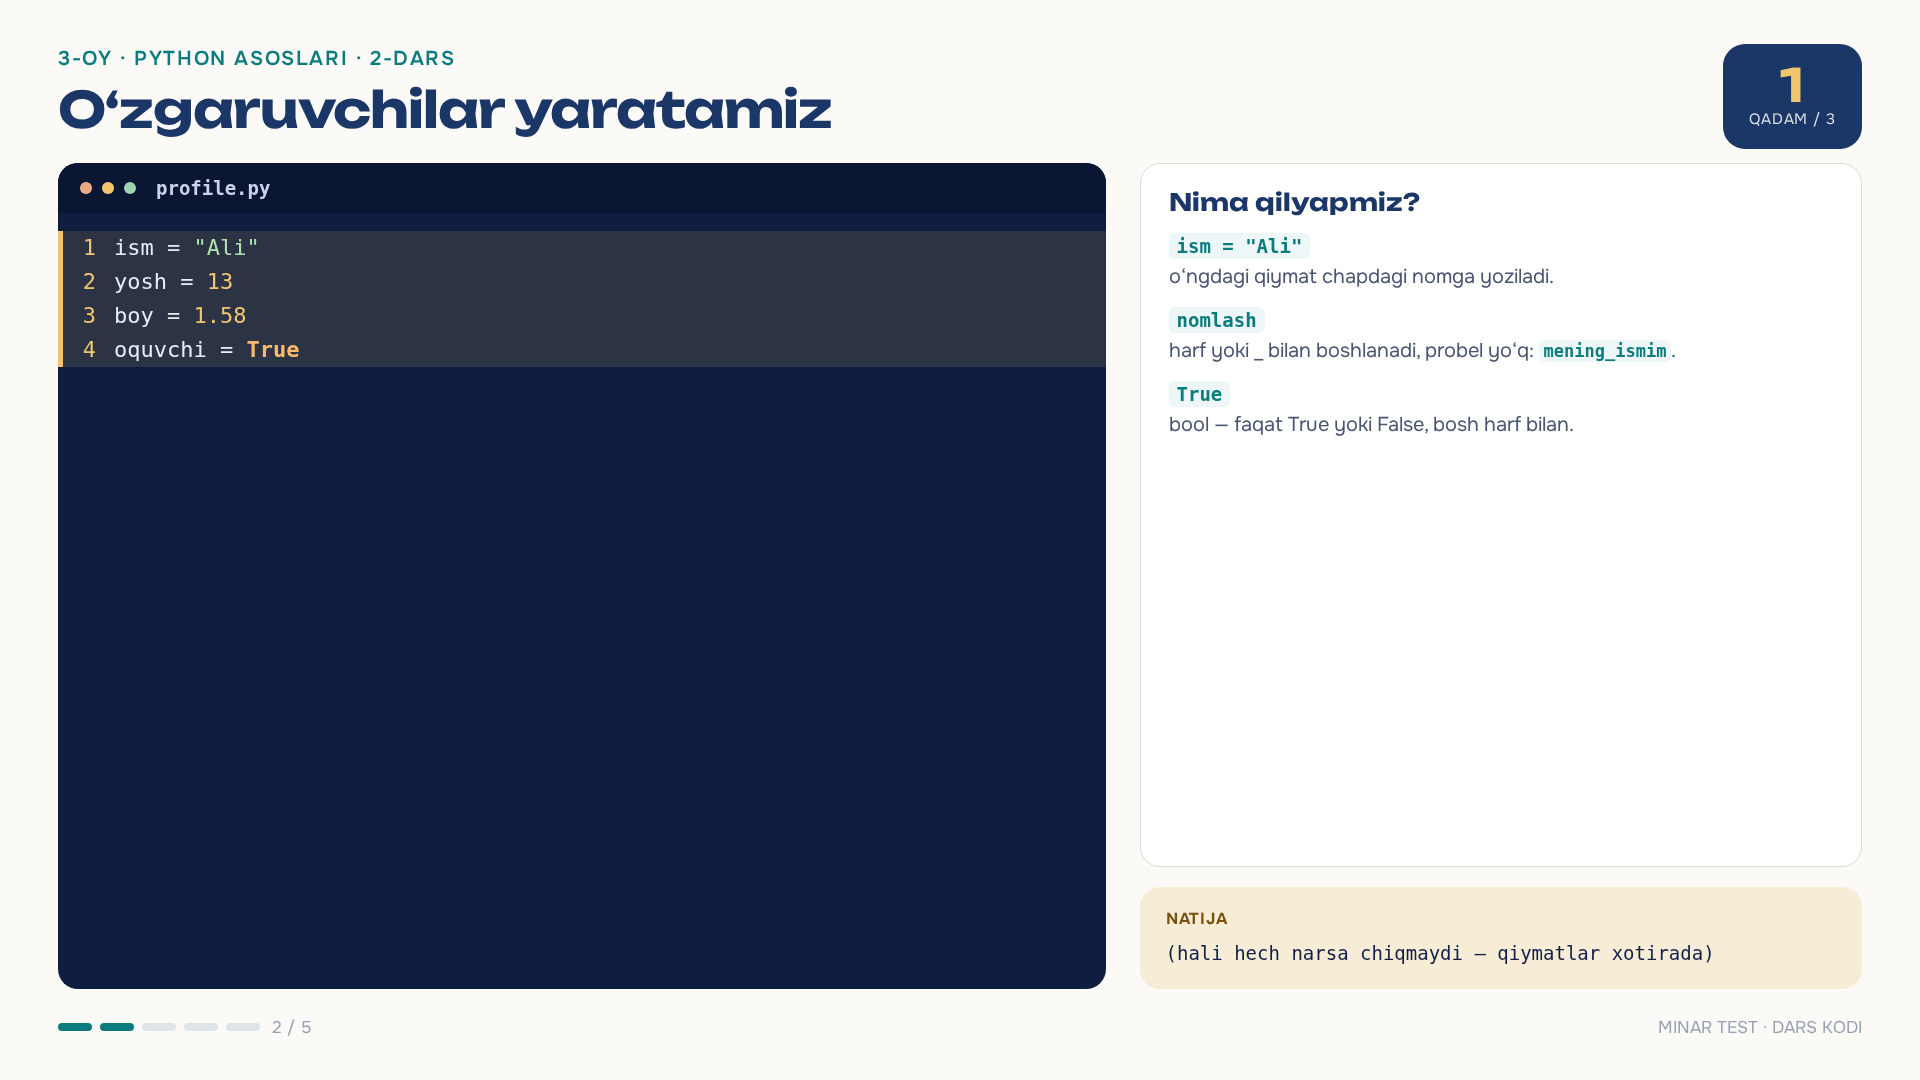 3-OY · PYTHON ASOSLARI · 2-DARS
Oʻzgaruvchilar yaratamiz
1
QADAM / 3
profile.py
1 ism = "Ali"
2 yosh = 13
3 boy = 1.58
4 oquvchi = True
Nima qilyapmiz?
ism = "Ali"
oʻngdagi qiymat chapdagi nomga yoziladi.
nomlash
harf yoki _ bilan boshlanadi, probel yoʻq: mening_ismim.
True
bool — faqat True yoki False, bosh harf bilan.
NATIJA
(hali hech narsa chiqmaydi — qiymatlar xotirada)
2 / 5
MINAR TEST · DARS KODI